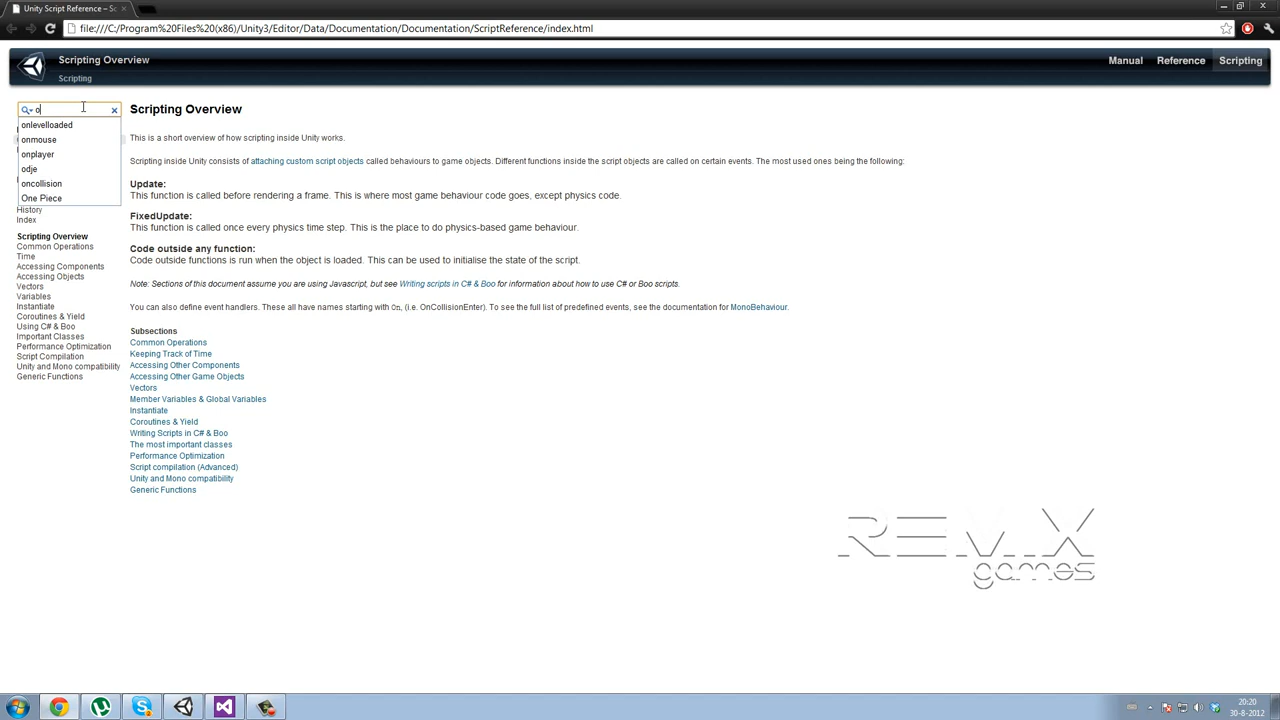 Unity Script Reference – Sc
file:///C:/Program%20Files%20(x86)/Unity3/Editor/Data/Documentation/Documentation/ScriptReference/index.html
Scripting Overview
Scripting
Manual
Reference
Scripting
o
onlevelloaded
onmouse
onplayer
odje
oncollision
One Piece
History
Index
Scripting Overview
Common Operations
Time
Accessing Components
Accessing Objects
Vectors
Variables
Instantiate
Coroutines & Yield
Using C# & Boo
Important Classes
Performance Optimization
Script Compilation
Unity and Mono compatibility
Generic Functions
Scripting Overview
This is a short overview of how scripting inside Unity works.
Scripting inside Unity consists of attaching custom script objects called behaviours to game objects. Different functions inside the script objects are called on certain events. The most used ones being the following:
Update:
This function is called before rendering a frame. This is where most game behaviour code goes, except physics code.
FixedUpdate:
This function is called once every physics time step. This is the place to do physics-based game behaviour.
Code outside any function:
Code outside functions is run when the object is loaded. This can be used to initialise the state of the script.
Note: Sections of this document assume you are using Javascript, but see Writing scripts in C# & Boo for information about how to use C# or Boo scripts.
You can also define event handlers. These all have names starting with On, (i.e. OnCollisionEnter). To see the full list of predefined events, see the documentation for MonoBehaviour.
Subsections
Common Operations
Keeping Track of Time
Accessing Other Components
Accessing Other Game Objects
Vectors
Member Variables & Global Variables
Instantiate
Coroutines & Yield
Writing Scripts in C# & Boo
The most important classes
Performance Optimization
Script compilation (Advanced)
Unity and Mono compatibility
Generic Functions
REMIX
games
20:20
30-8-2012